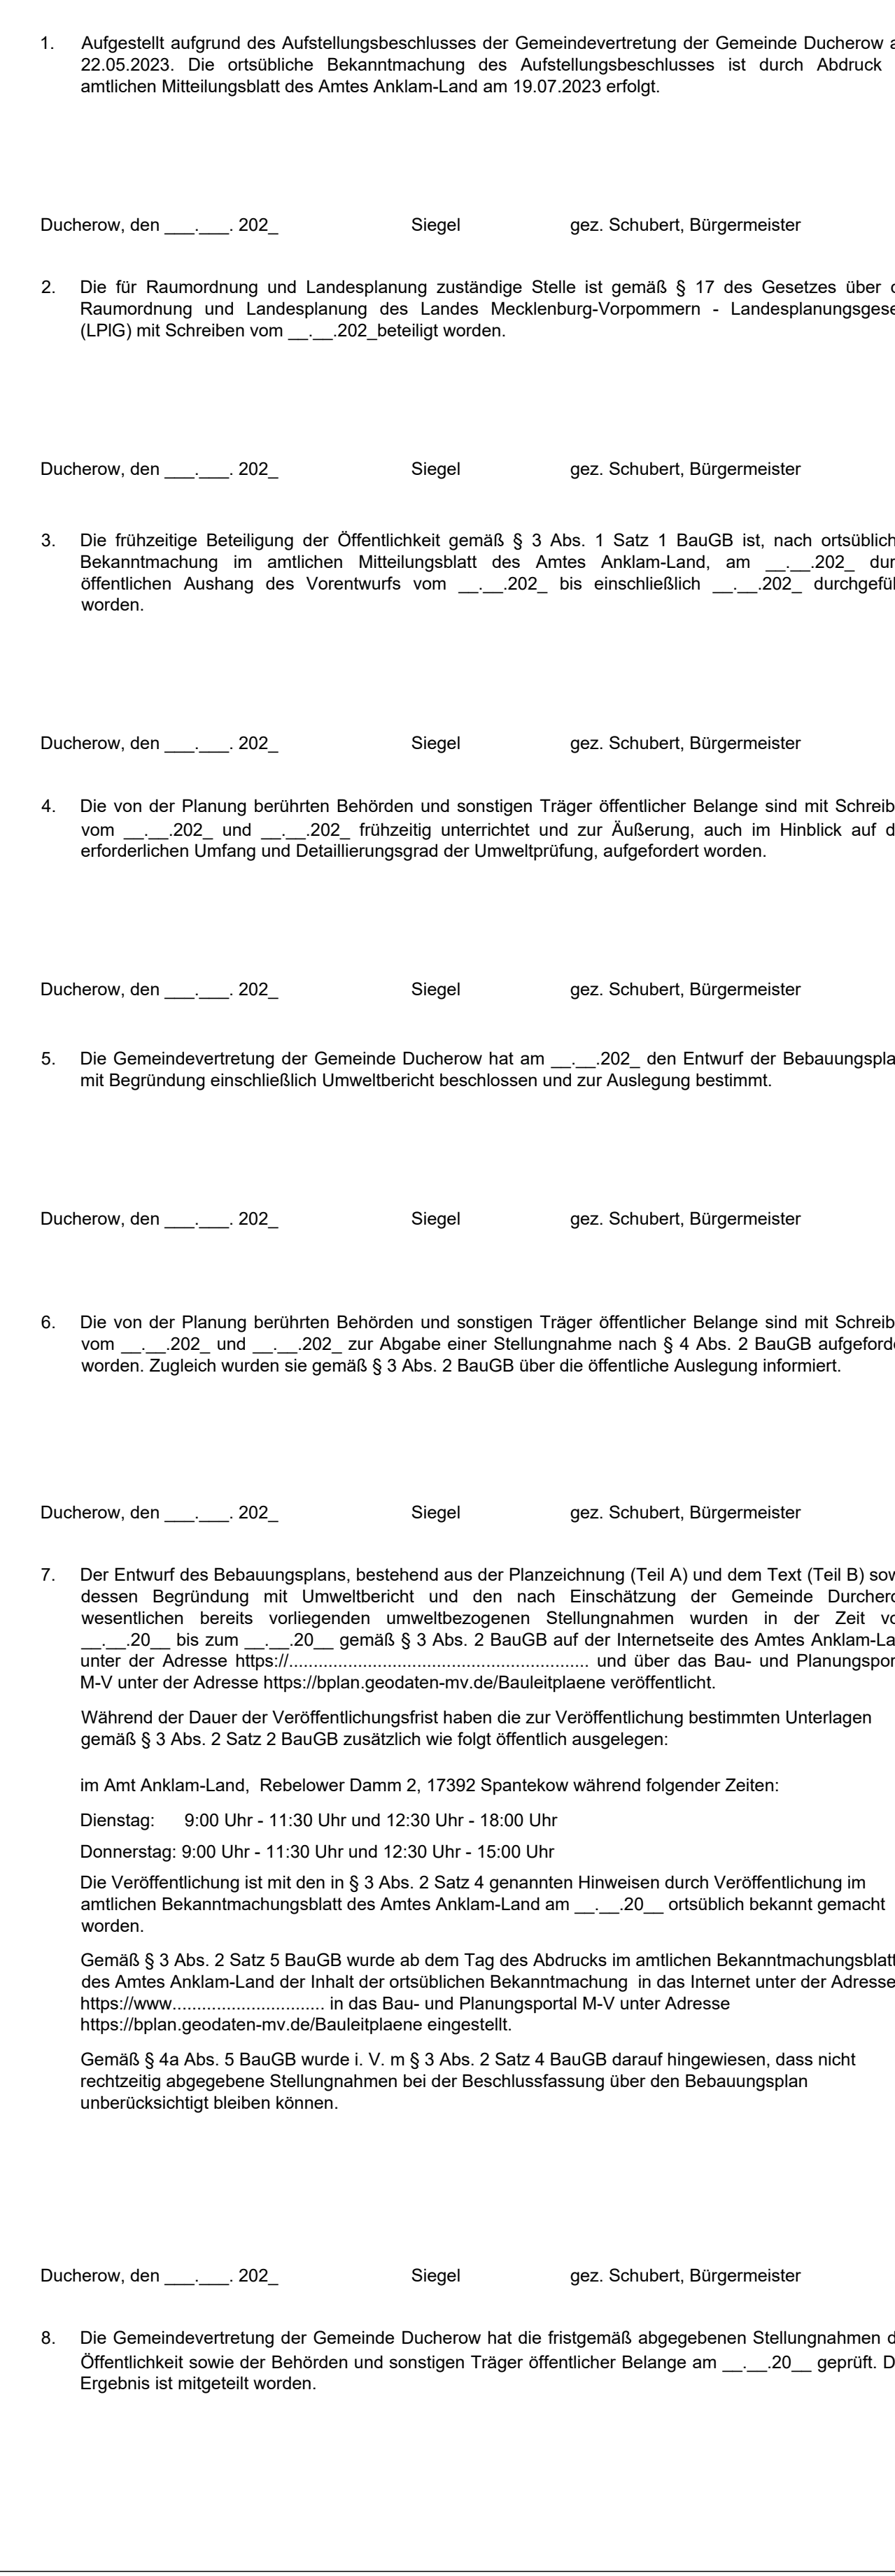 1. Aufgestellt aufgrund des Aufstellungsbeschlusses der Gemeindevertretung der Gemeinde Ducherow a
22.05.2023. Die ortsübliche Bekanntmachung des Aufstellungsbeschlusses ist durch Abdruck
amtlichen Mitteilungsblatt des Amtes Anklam-Land am 19.07.2023 erfolgt.
Ducherow, den ___.___. 202_ Siegel gez. Schubert, Bürgermeister
2. Die für Raumordnung und Landesplanung zuständige Stelle ist gemäß § 17 des Gesetzes über d
Raumordnung und Landesplanung des Landes Mecklenburg-Vorpommern - Landesplanungsgese
(LPlG) mit Schreiben vom __.__.202_beteiligt worden.
Ducherow, den ___.___. 202_ Siegel gez. Schubert, Bürgermeister
3. Die frühzeitige Beteiligung der Öffentlichkeit gemäß § 3 Abs. 1 Satz 1 BauGB ist, nach ortsüblich
Bekanntmachung im amtlichen Mitteilungsblatt des Amtes Anklam-Land, am __.__.202_ dur
öffentlichen Aushang des Vorentwurfs vom __.__.202_ bis einschließlich __.__.202_ durchgefüh
worden.
Ducherow, den ___.___. 202_ Siegel gez. Schubert, Bürgermeister
4. Die von der Planung berührten Behörden und sonstigen Träger öffentlicher Belange sind mit Schreib
vom __.__.202_ und __.__.202_ frühzeitig unterrichtet und zur Äußerung, auch im Hinblick auf d
erforderlichen Umfang und Detaillierungsgrad der Umweltprüfung, aufgefordert worden.
Ducherow, den ___.___. 202_ Siegel gez. Schubert, Bürgermeister
5. Die Gemeindevertretung der Gemeinde Ducherow hat am __.__.202_ den Entwurf der Bebauungspla
mit Begründung einschließlich Umweltbericht beschlossen und zur Auslegung bestimmt.
Ducherow, den ___.___. 202_ Siegel gez. Schubert, Bürgermeister
6. Die von der Planung berührten Behörden und sonstigen Träger öffentlicher Belange sind mit Schreib
vom __.__.202_ und __.__.202_ zur Abgabe einer Stellungnahme nach § 4 Abs. 2 BauGB aufgeforde
worden. Zugleich wurden sie gemäß § 3 Abs. 2 BauGB über die öffentliche Auslegung informiert.
Ducherow, den ___.___. 202_ Siegel gez. Schubert, Bürgermeister
7. Der Entwurf des Bebauungsplans, bestehend aus der Planzeichnung (Teil A) und dem Text (Teil B) sow
dessen Begründung mit Umweltbericht und den nach Einschätzung der Gemeinde Durchero
wesentlichen bereits vorliegenden umweltbezogenen Stellungnahmen wurden in der Zeit vo
__.__.20__ bis zum __.__.20__ gemäß § 3 Abs. 2 BauGB auf der Internetseite des Amtes Anklam-La
unter der Adresse https://............................................................. und über das Bau- und Planungspor
M-V unter der Adresse https://bplan.geodaten-mv.de/Bauleitplaene veröffentlicht.
Während der Dauer der Veröffentlichungsfrist haben die zur Veröffentlichung bestimmten Unterlagen
gemäß § 3 Abs. 2 Satz 2 BauGB zusätzlich wie folgt öffentlich ausgelegen:
im Amt Anklam-Land, Rebelower Damm 2, 17392 Spantekow während folgender Zeiten:
Dienstag: 9:00 Uhr - 11:30 Uhr und 12:30 Uhr - 18:00 Uhr
Donnerstag: 9:00 Uhr - 11:30 Uhr und 12:30 Uhr - 15:00 Uhr
Die Veröffentlichung ist mit den in § 3 Abs. 2 Satz 4 genannten Hinweisen durch Veröffentlichung im
amtlichen Bekanntmachungsblatt des Amtes Anklam-Land am __.__.20__ ortsüblich bekannt gemacht
worden.
Gemäß § 3 Abs. 2 Satz 5 BauGB wurde ab dem Tag des Abdrucks im amtlichen Bekanntmachungsblatt
des Amtes Anklam-Land der Inhalt der ortsüblichen Bekanntmachung in das Internet unter der Adresse
https://www............................... in das Bau- und Planungsportal M-V unter Adresse
https://bplan.geodaten-mv.de/Bauleitplaene eingestellt.
Gemäß § 4a Abs. 5 BauGB wurde i. V. m § 3 Abs. 2 Satz 4 BauGB darauf hingewiesen, dass nicht
rechtzeitig abgegebene Stellungnahmen bei der Beschlussfassung über den Bebauungsplan
unberücksichtigt bleiben können.
Ducherow, den ___.___. 202_ Siegel gez. Schubert, Bürgermeister
8. Die Gemeindevertretung der Gemeinde Ducherow hat die fristgemäß abgegebenen Stellungnahmen d
Öffentlichkeit sowie der Behörden und sonstigen Träger öffentlicher Belange am __.__.20__ geprüft. D
Ergebnis ist mitgeteilt worden.